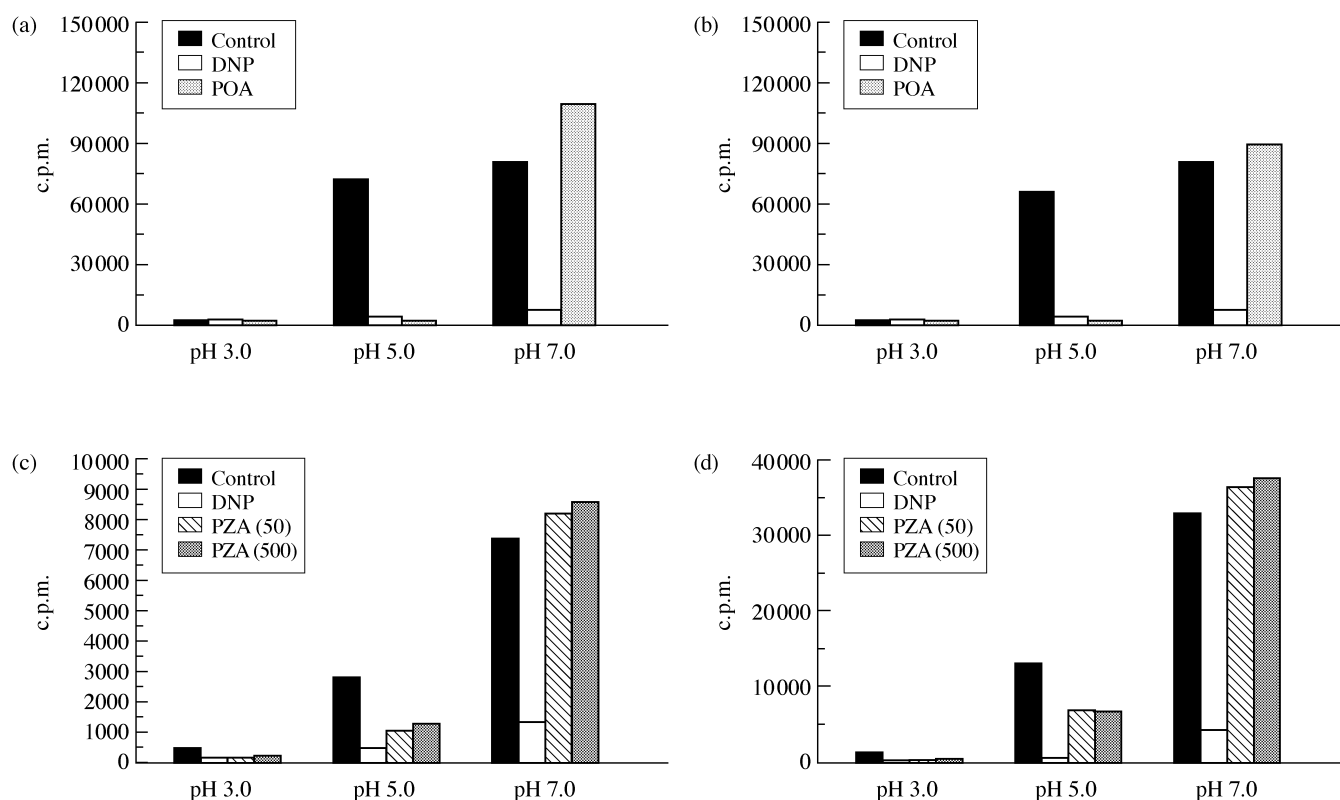 (a)
150000
120000
90000
60000
30000
0
c.p.m.
Control
DNP
POA
pH 3.0
pH 5.0
pH 7.0
(b)
150000
120000
90000
60000
30000
0
c.p.m.
Control
DNP
POA
pH 3.0
pH 5.0
pH 7.0
(c)
10000
9000
8000
7000
6000
5000
4000
3000
2000
1000
0
c.p.m.
Control
DNP
PZA (50)
PZA (500)
pH 3.0
pH 5.0
pH 7.0
(d)
40000
30000
20000
10000
0
c.p.m.
Control
DNP
PZA (50)
PZA (500)
pH 3.0
pH 5.0
pH 7.0